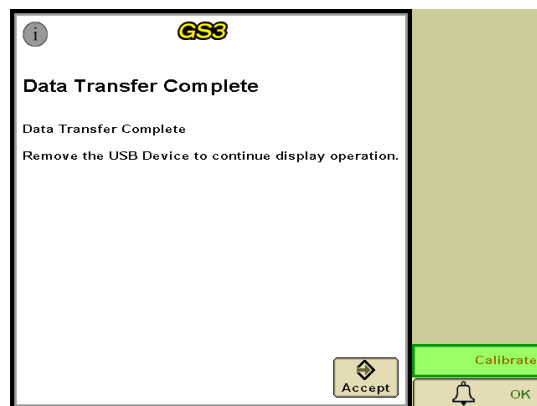 i
GS3
Data Transfer Complete
Data Transfer Complete
Remove the USB Device to continue display operation.
Accept
Calibrate
OK